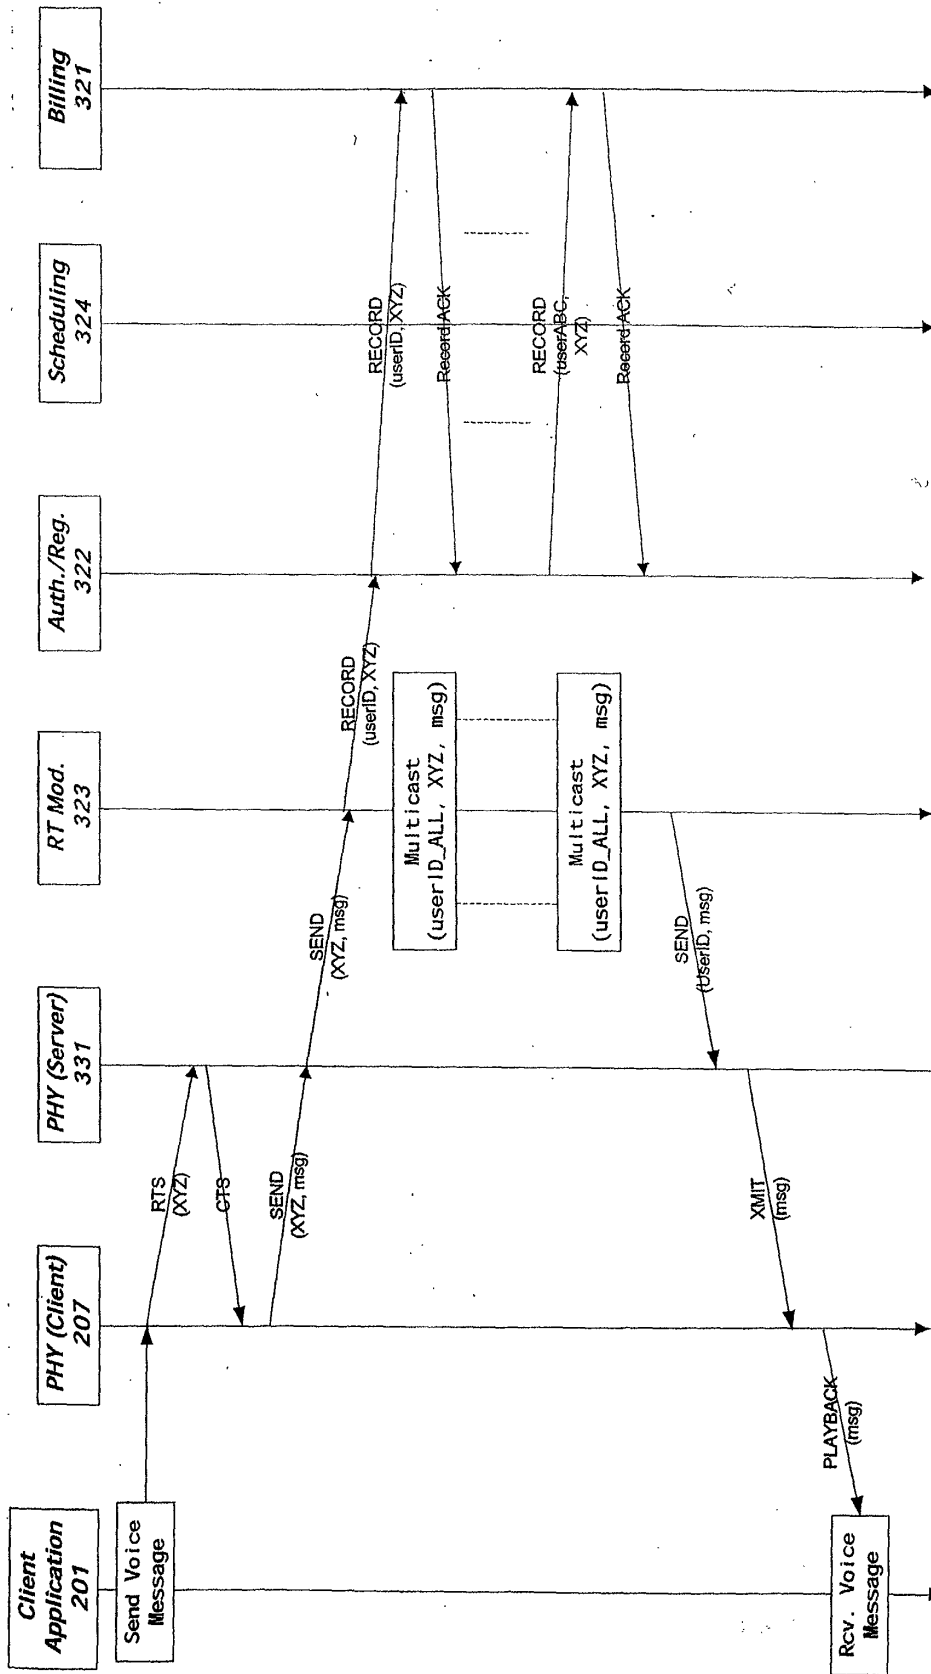 Client
Application
201
PHY (Client)
207
PHY (Server)
331
RT Mod.
323
Auth./Reg.
322
Scheduling
324
Billing
321
Send Voice
Message
RTS
(XYZ)
CTS
SEND
(XYZ, msg)
SEND
(XYZ, msg)
RECORD
(userID, XYZ)
RECORD
(userID, XYZ)
Record ACK
Multicast
(userID_ALL, XYZ, msg)
RECORD
(userABC,
XYZ)
Record ACK
Multicast
(userID_ALL, XYZ, msg)
SEND
(UserID, msg)
XMIT
(msg)
PLAYBACK
(msg)
Rcv. Voice
Message